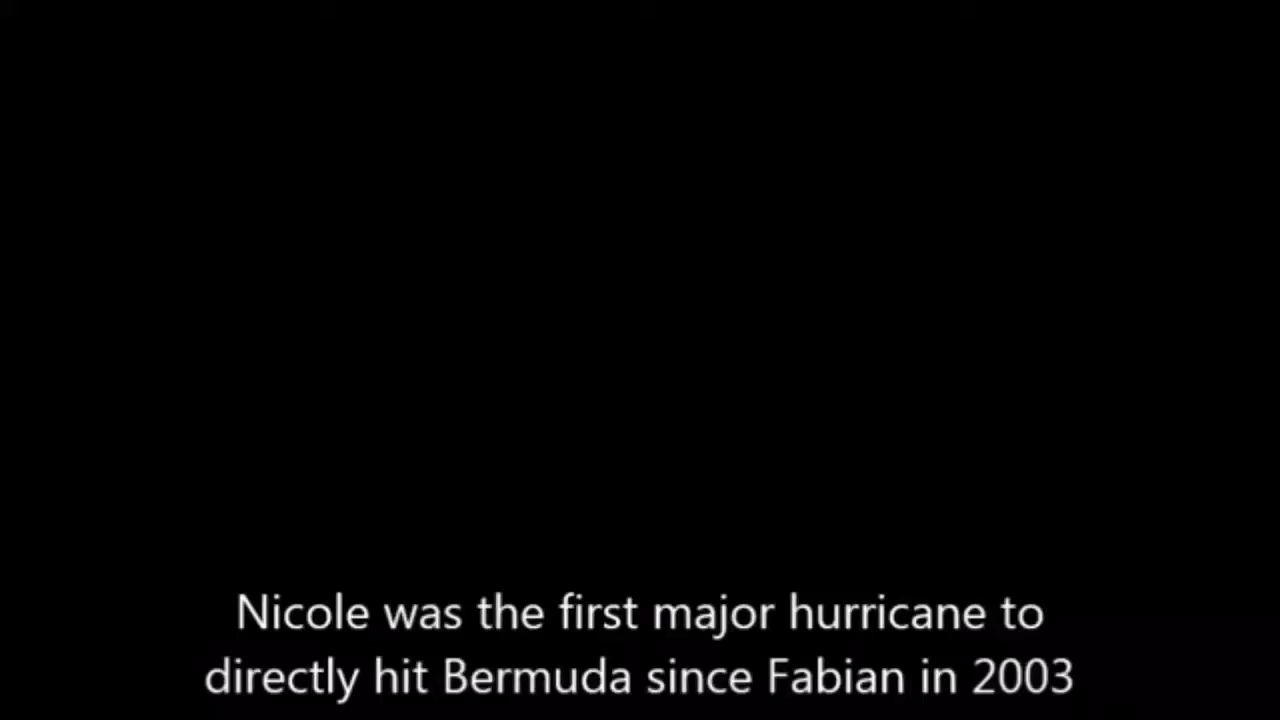 Nicole was the first major hurricane to
directly hit Bermuda since Fabian in 2003